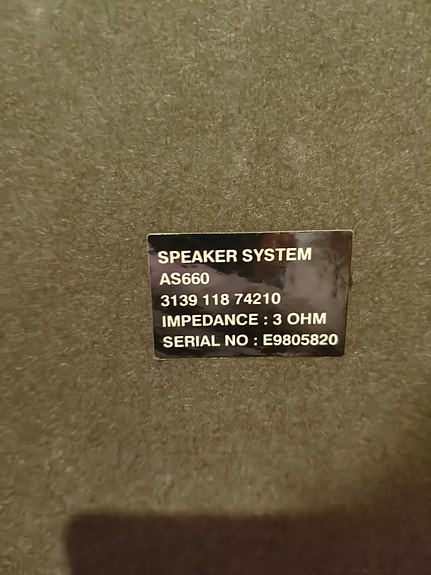 SPEAKER SYSTEM
AS660
3139 118 74210
IMPEDANCE : 3 OHM
SERIAL NO : E9805820